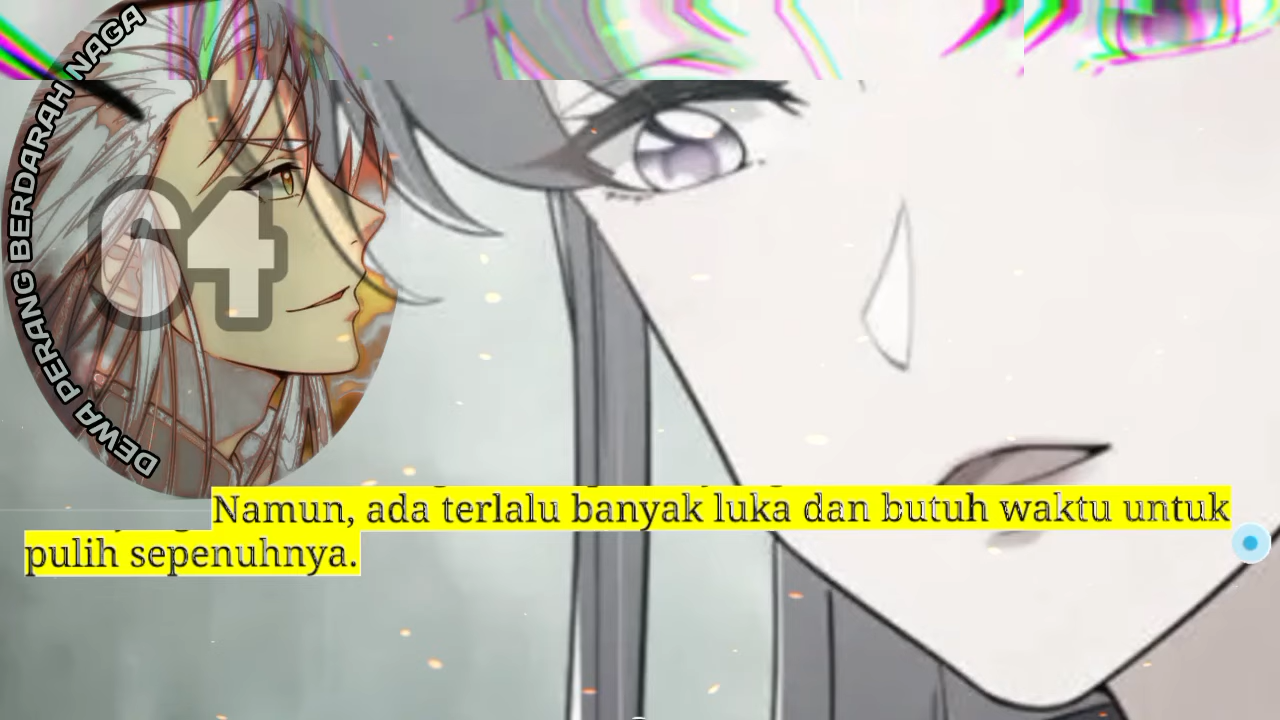 DEWA PERANG BERDARAH NAGA
64
Namun, ada terlalu banyak luka dan butuh waktu untuk
pulih sepenuhnya.